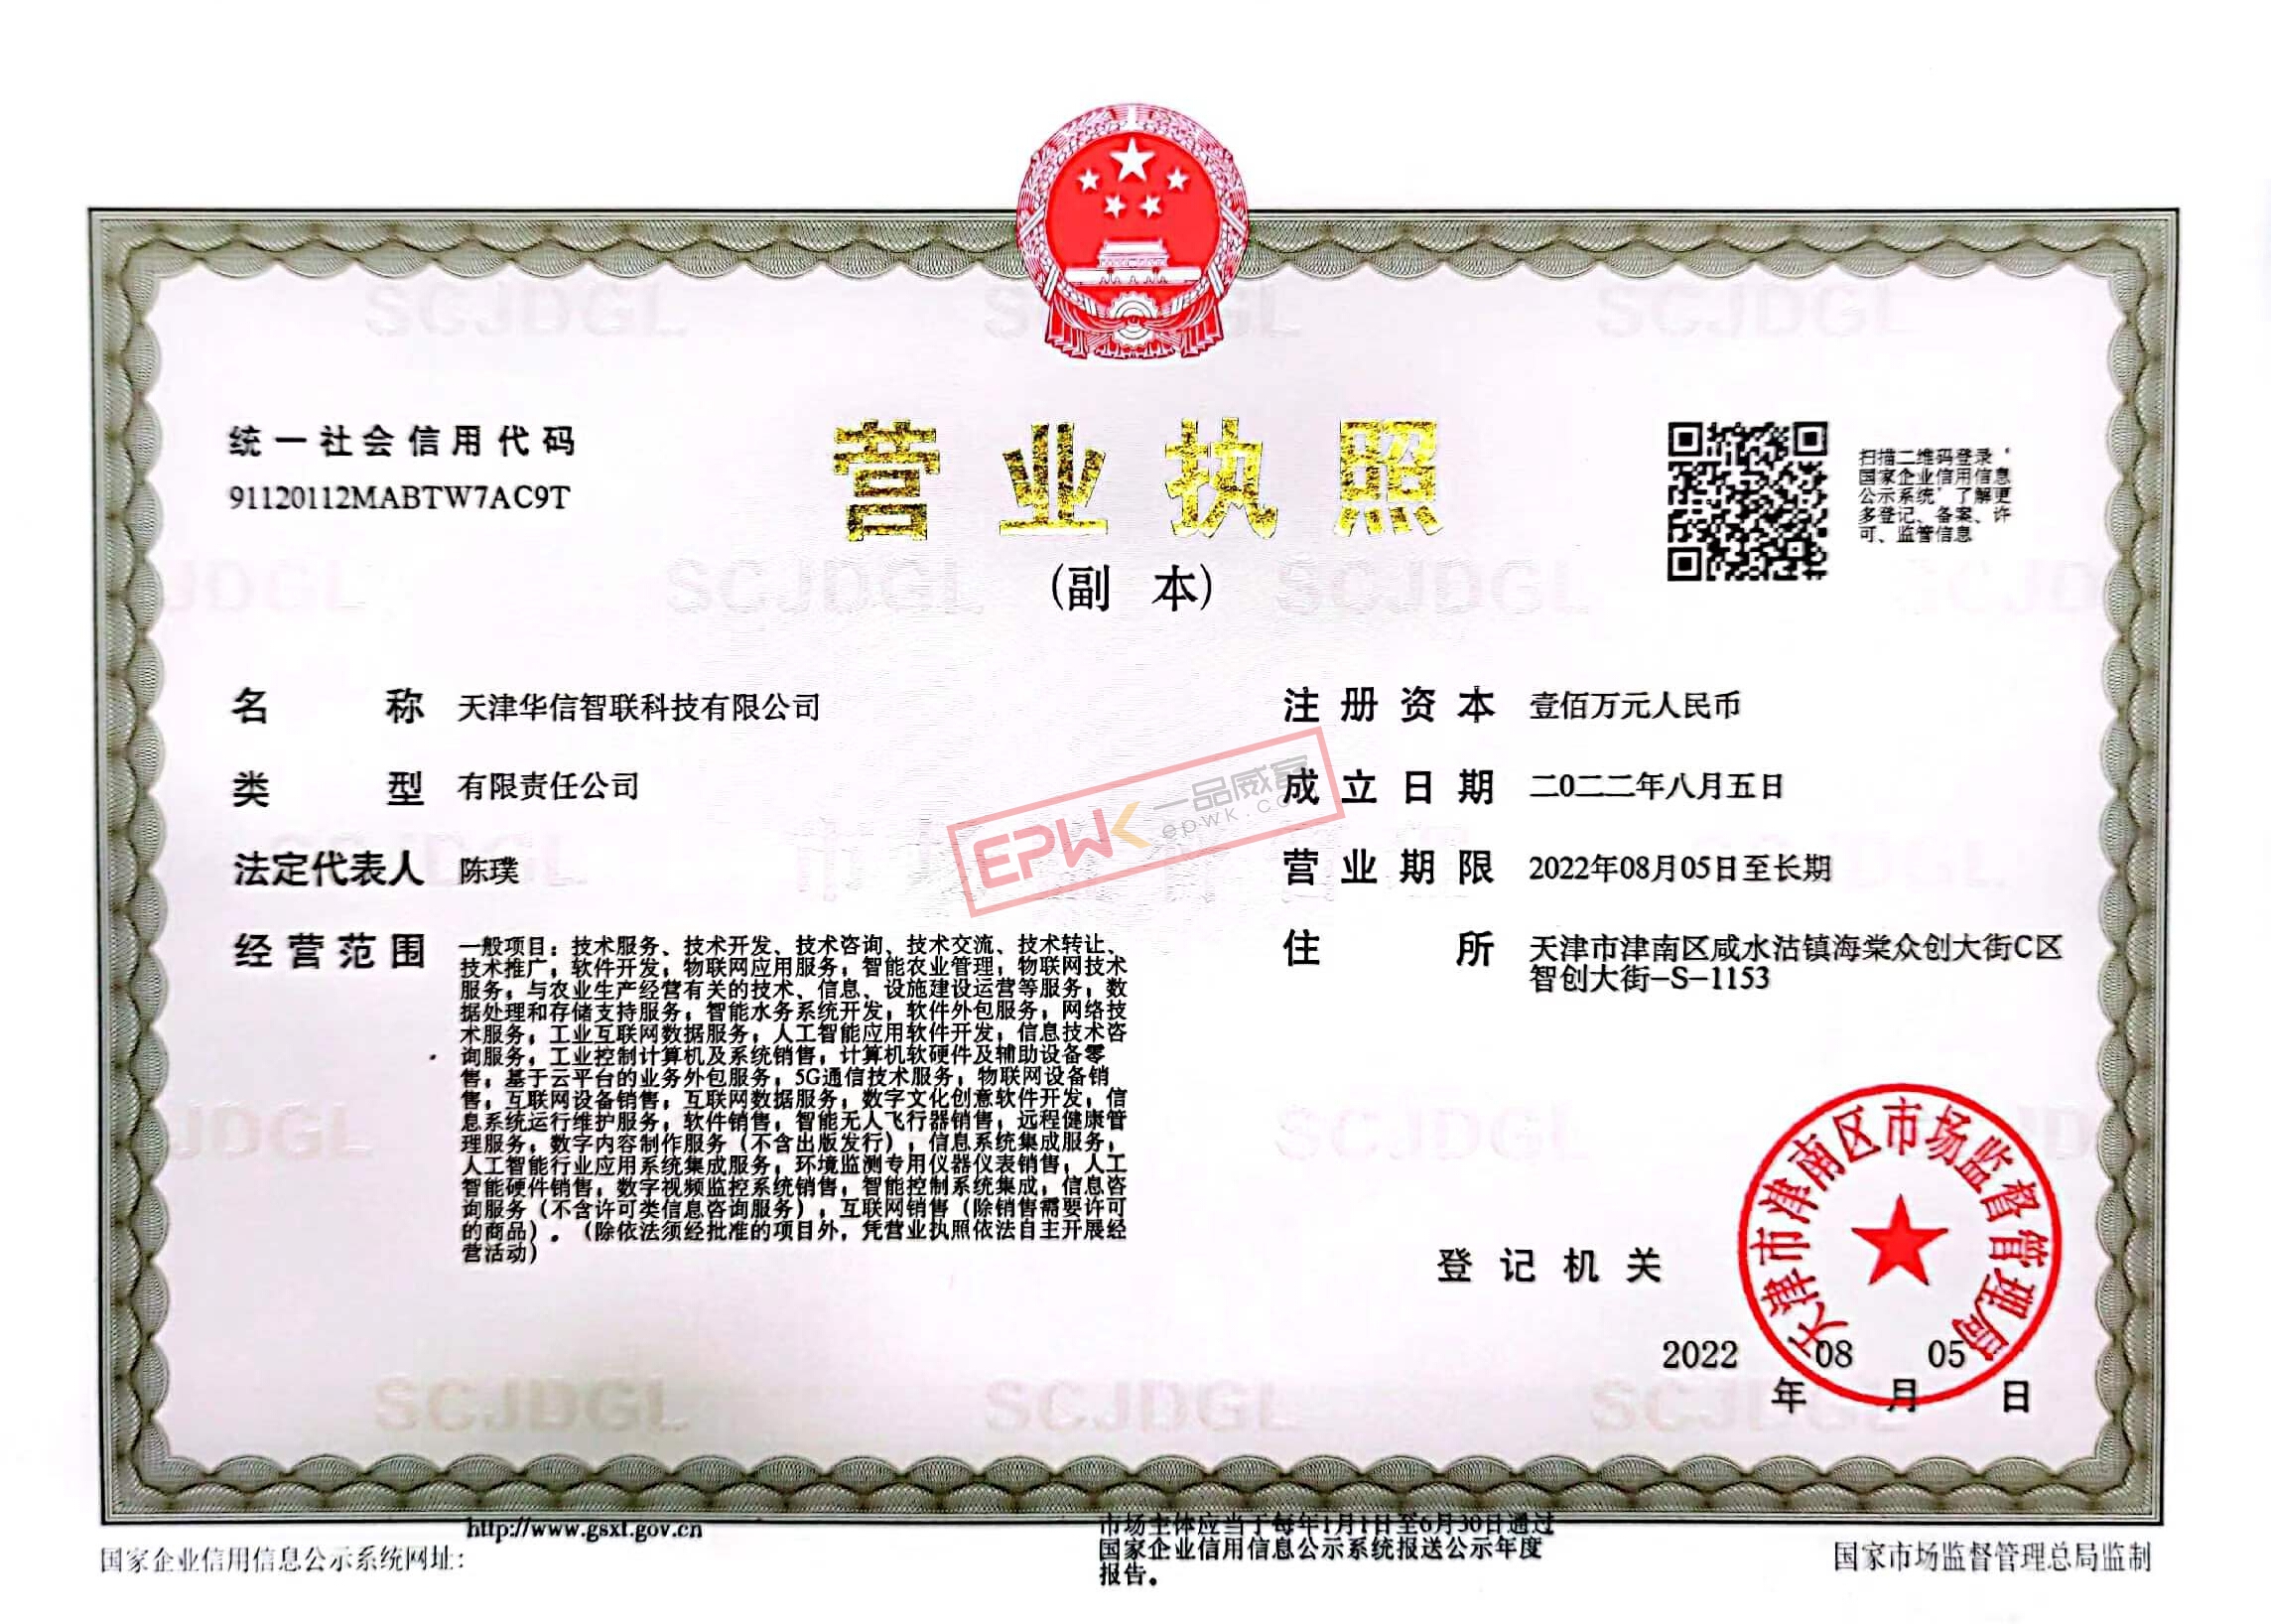 统一社会信用代码
91120112MABTW7AC9T
营业执照
(副 本)
扫描二维码登录‘
国家企业信用信息
公示系统’了解更
多登记、备案、许
可、监管信息
名 称 天津华信智联科技有限公司
类 型 有限责任公司
法定代表人 陈璞
经营范围 一般项目：技术服务、技术开发、技术咨询、技术交流、技术转让、
技术推广；软件开发；物联网应用服务；智能农业管理；物联网技术
服务；与农业生产经营有关的技术、信息、设施建设运营等服务；数
据处理和存储支持服务；智能水务系统开发；软件外包服务；网络技
术服务；工业互联网数据服务；人工智能应用软件开发；信息技术咨
询服务；工业控制计算机及系统销售；计算机软硬件及辅助设备零
售；基于云平台的业务外包服务；5G通信技术服务；物联网设备销
售；互联网设备销售；互联网数据服务；数字文化创意软件开发；信
息系统运行维护服务；软件销售；智能无人飞行器销售；远程健康管
理服务；数字内容制作服务（不含出版发行）；信息系统集成服务；
人工智能行业应用系统集成服务；环境监测专用仪器仪表销售；人工
智能硬件销售；数字视频监控系统销售；智能控制系统集成；信息咨
询服务（不含许可类信息咨询服务）；互联网销售（除销售需要许可
的商品）。（除依法须经批准的项目外，凭营业执照依法自主开展经
营活动）
注册资本 壹佰万元人民币
成立日期 二〇二二年八月五日
营业期限 2022年08月05日至长期
住 所 天津市津南区咸水沽镇海棠众创大街C区
智创大街-S-1153
EPWK 一品威客
epwk.com
登记机关
天津市津南区市场监督管理局
2022 年 08 月 05 日
国家企业信用信息公示系统网址：
http://www.gsxt.gov.cn
市场主体应当于每年1月1日至6月30日通过
国家企业信用信息公示系统报送公示年度
报告。
国家市场监督管理总局监制
SCJDGL